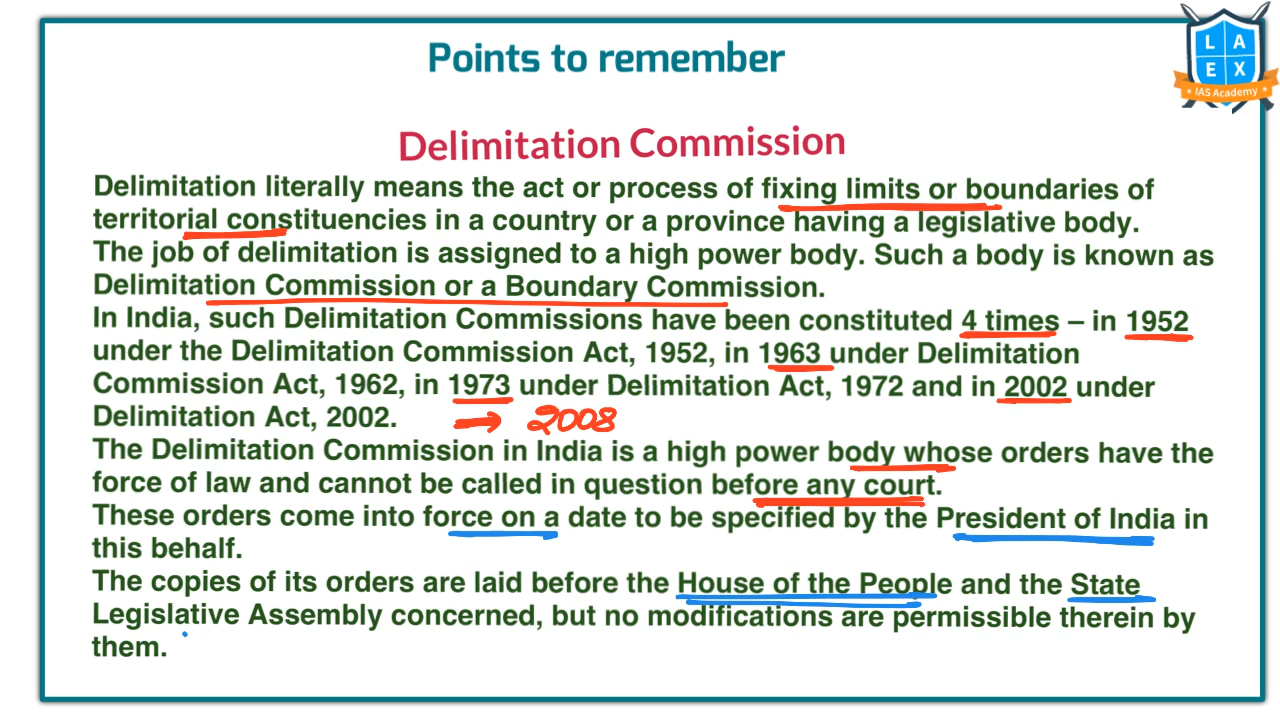 Points to remember
L A
E X
IAS Academy
Delimitation Commission
Delimitation literally means the act or process of fixing limits or boundaries of
territorial constituencies in a country or a province having a legislative body.
The job of delimitation is assigned to a high power body. Such a body is known as
Delimitation Commission or a Boundary Commission.
In India, such Delimitation Commissions have been constituted 4 times – in 1952
under the Delimitation Commission Act, 1952, in 1963 under Delimitation
Commission Act, 1962, in 1973 under Delimitation Act, 1972 and in 2002 under
Delimitation Act, 2002. → 2008
The Delimitation Commission in India is a high power body whose orders have the
force of law and cannot be called in question before any court.
These orders come into force on a date to be specified by the President of India in
this behalf.
The copies of its orders are laid before the House of the People and the State
Legislative Assembly concerned, but no modifications are permissible therein by
them.